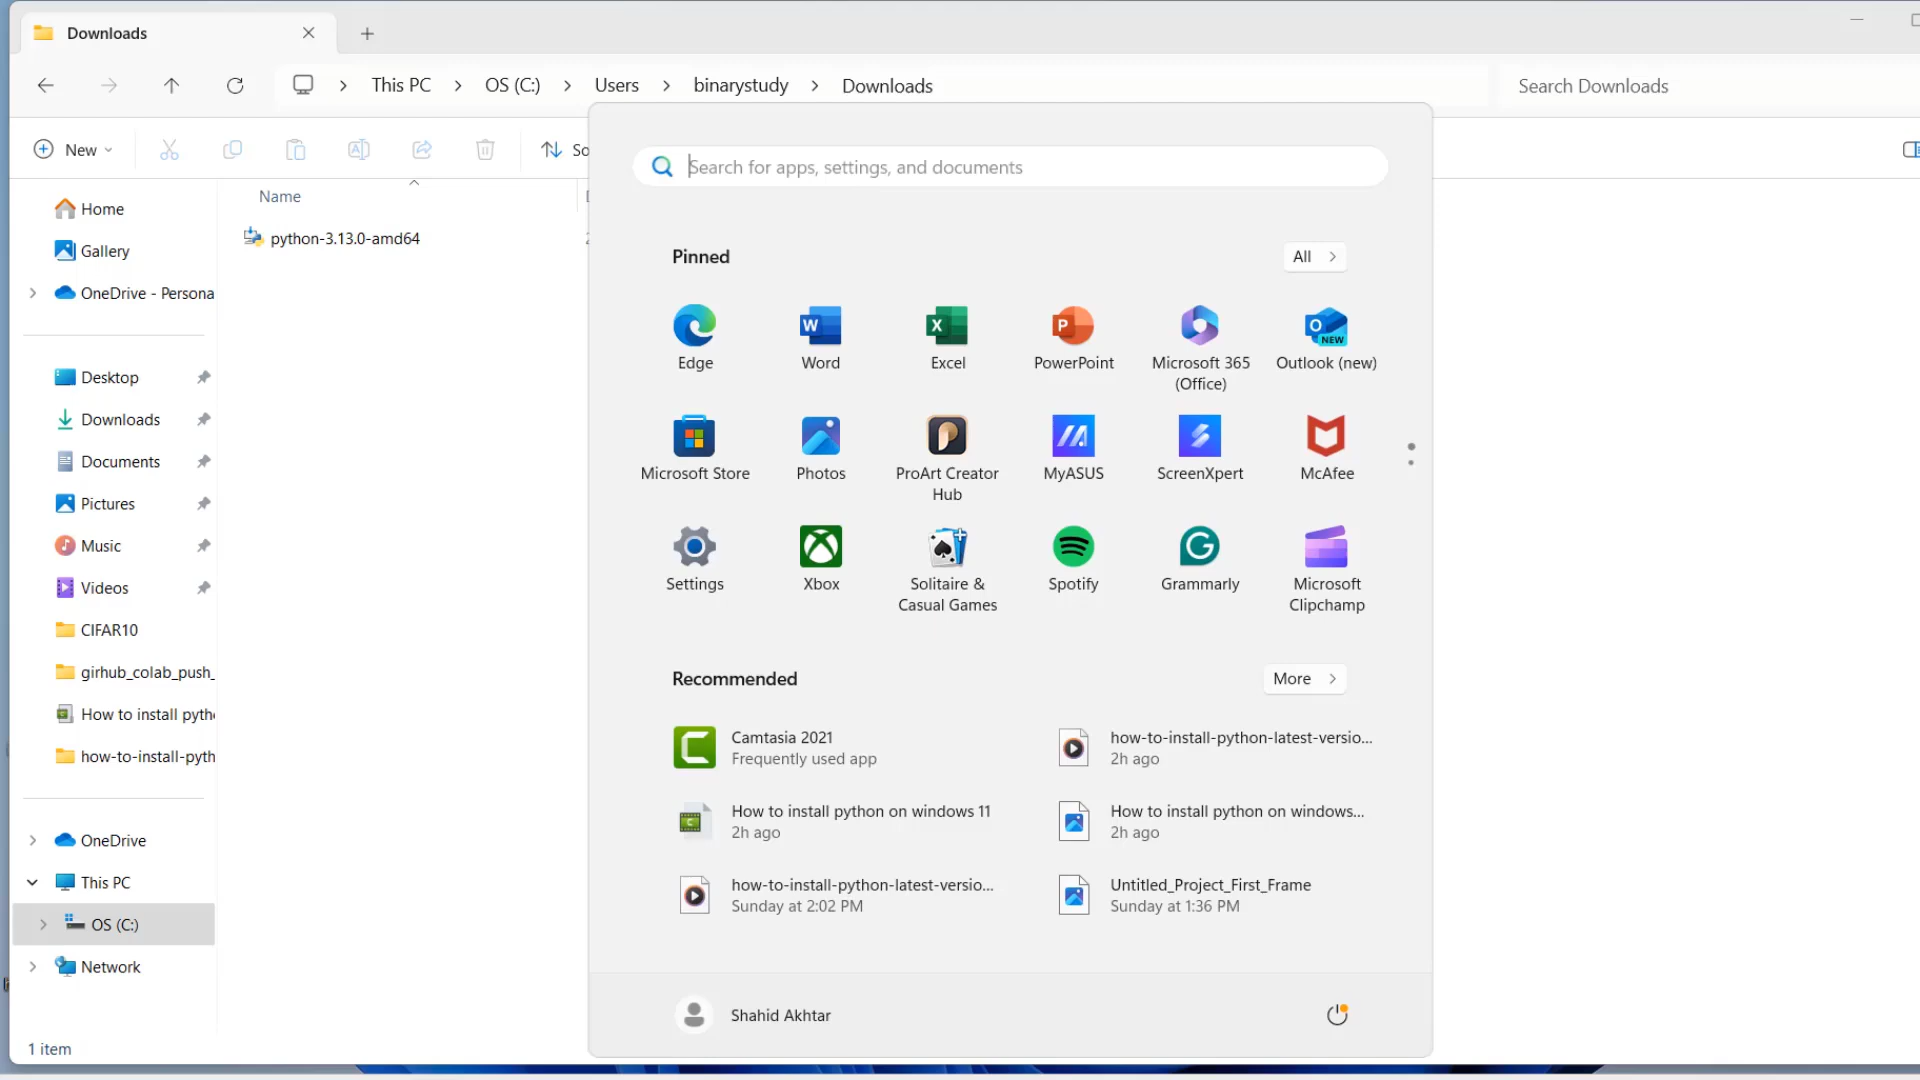 Downloads
This PC
OS (C:)
Users
binarystudy
Downloads
Search Downloads
New
So
Search for apps, settings, and documents
Name
python-3.13.0-amd64
Home
Gallery
OneDrive - Persona
Desktop
Downloads
Documents
Pictures
Music
Videos
CIFAR10
girhub_colab_push_
How to install pyth
how-to-install-pyth
OneDrive
This PC
OS (C:)
Network
1 item
Pinned
All
Edge
Word
Excel
PowerPoint
Microsoft 365
(Office)
Outlook (new)
Microsoft Store
Photos
ProArt Creator
Hub
MyASUS
ScreenXpert
McAfee
Settings
Xbox
Solitaire &
Casual Games
Spotify
Grammarly
Microsoft
Clipchamp
Recommended
More
Camtasia 2021
Frequently used app
how-to-install-python-latest-versio...
2h ago
How to install python on windows 11
2h ago
How to install python on windows...
2h ago
how-to-install-python-latest-versio...
Sunday at 2:02 PM
Untitled_Project_First_Frame
Sunday at 1:36 PM
Shahid Akhtar